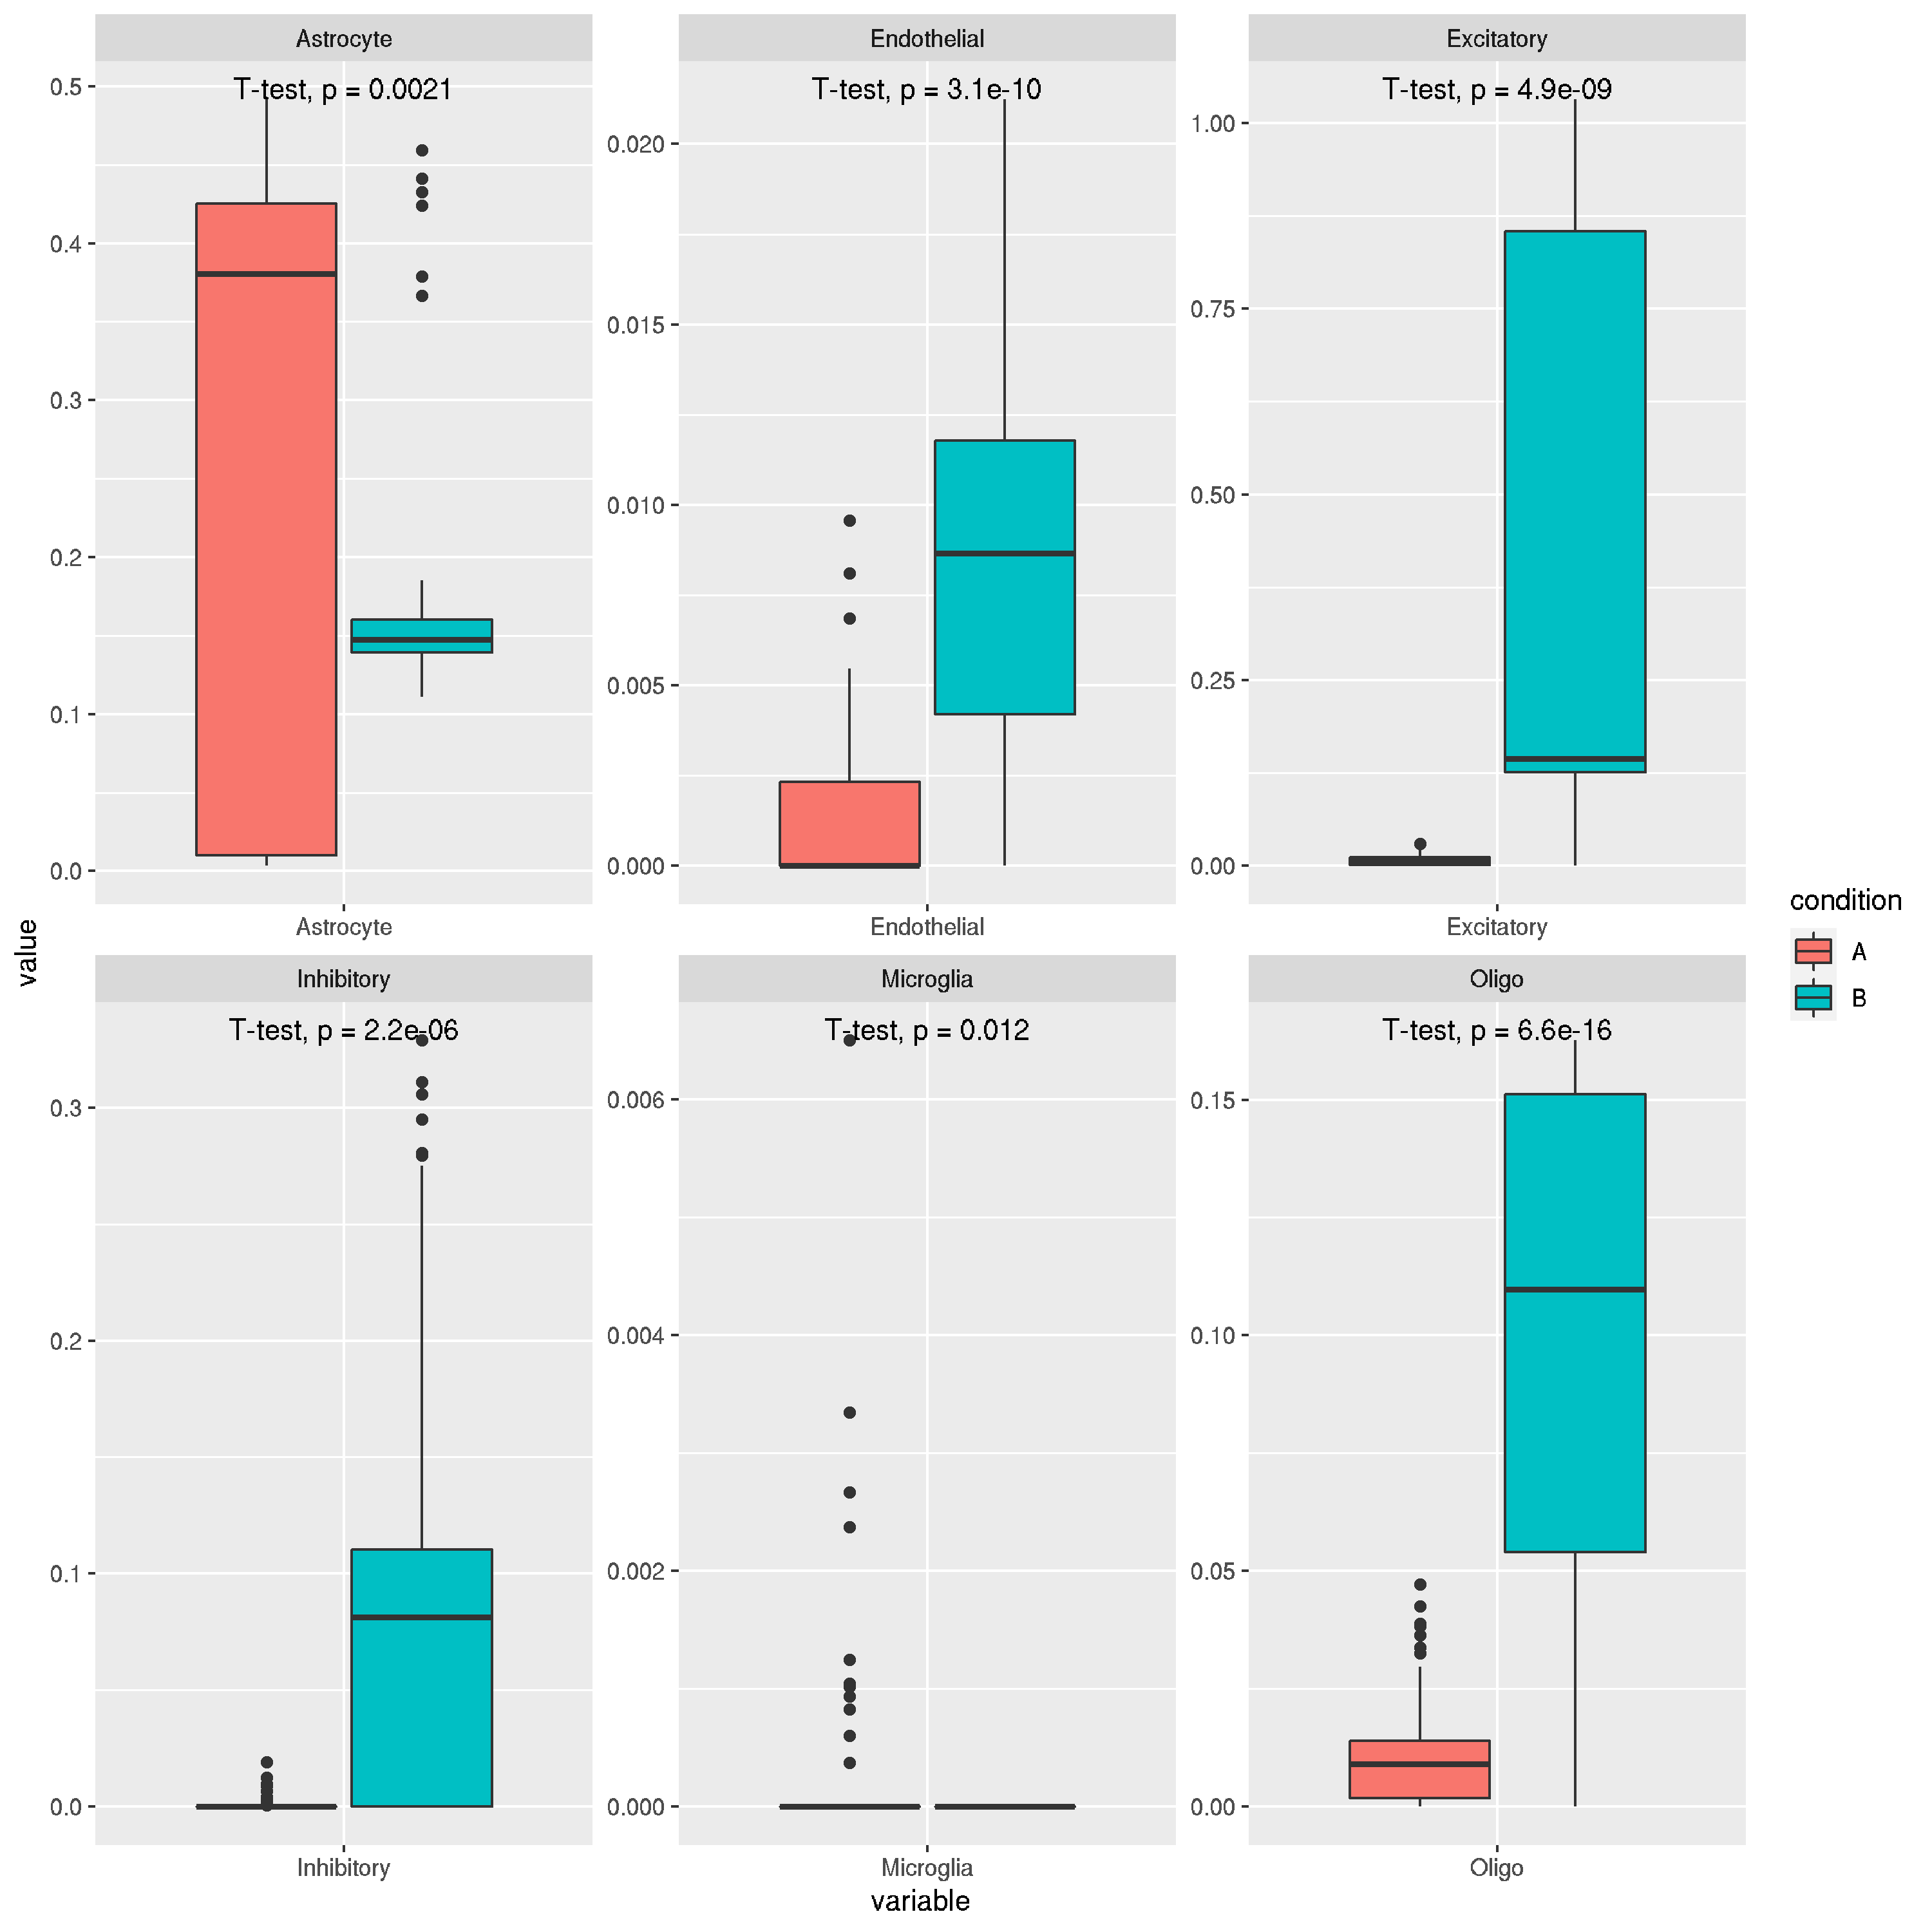 Astrocyte
Endothelial
Excitatory
T-test, p = 0.0021
T-test, p = 3.1e-10
T-test, p = 4.9e-09
0.5
0.4
0.3
0.2
0.1
0.0
0.020
0.015
0.010
0.005
0.000
1.00
0.75
0.50
0.25
0.00
Astrocyte
Endothelial
Excitatory
Inhibitory
Microglia
Oligo
T-test, p = 2.2e-06
T-test, p = 0.012
T-test, p = 6.6e-16
0.3
0.2
0.1
0.0
0.006
0.004
0.002
0.000
0.15
0.10
0.05
0.00
Inhibitory
Microglia
Oligo
variable
value
condition
A
B